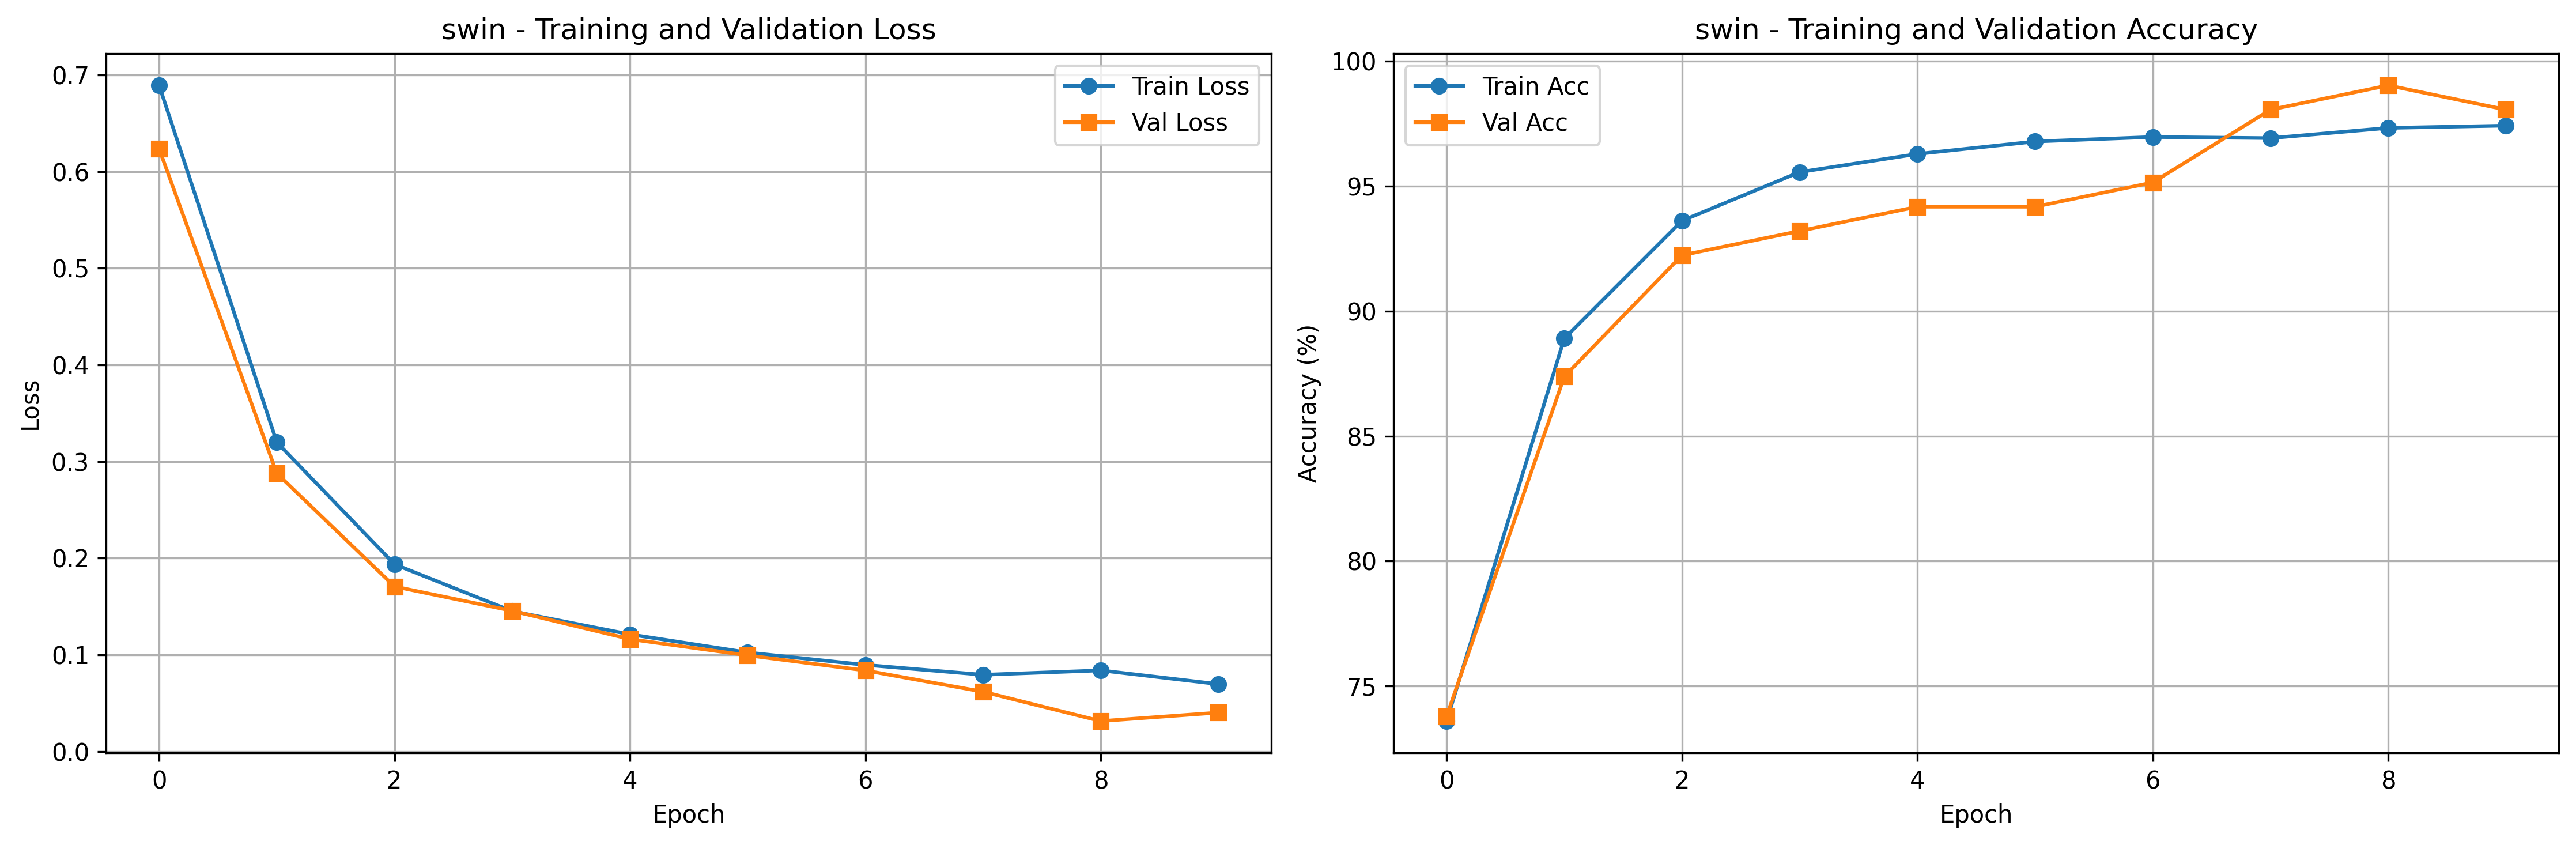 swin - Training and Validation Loss
Train Loss
Val Loss
0.7
0.6
0.5
0.4
0.3
0.2
0.1
0.0
Loss
0
2
4
6
8
Epoch
swin - Training and Validation Accuracy
Train Acc
Val Acc
100
95
90
85
80
75
Accuracy (%)
0
2
4
6
8
Epoch